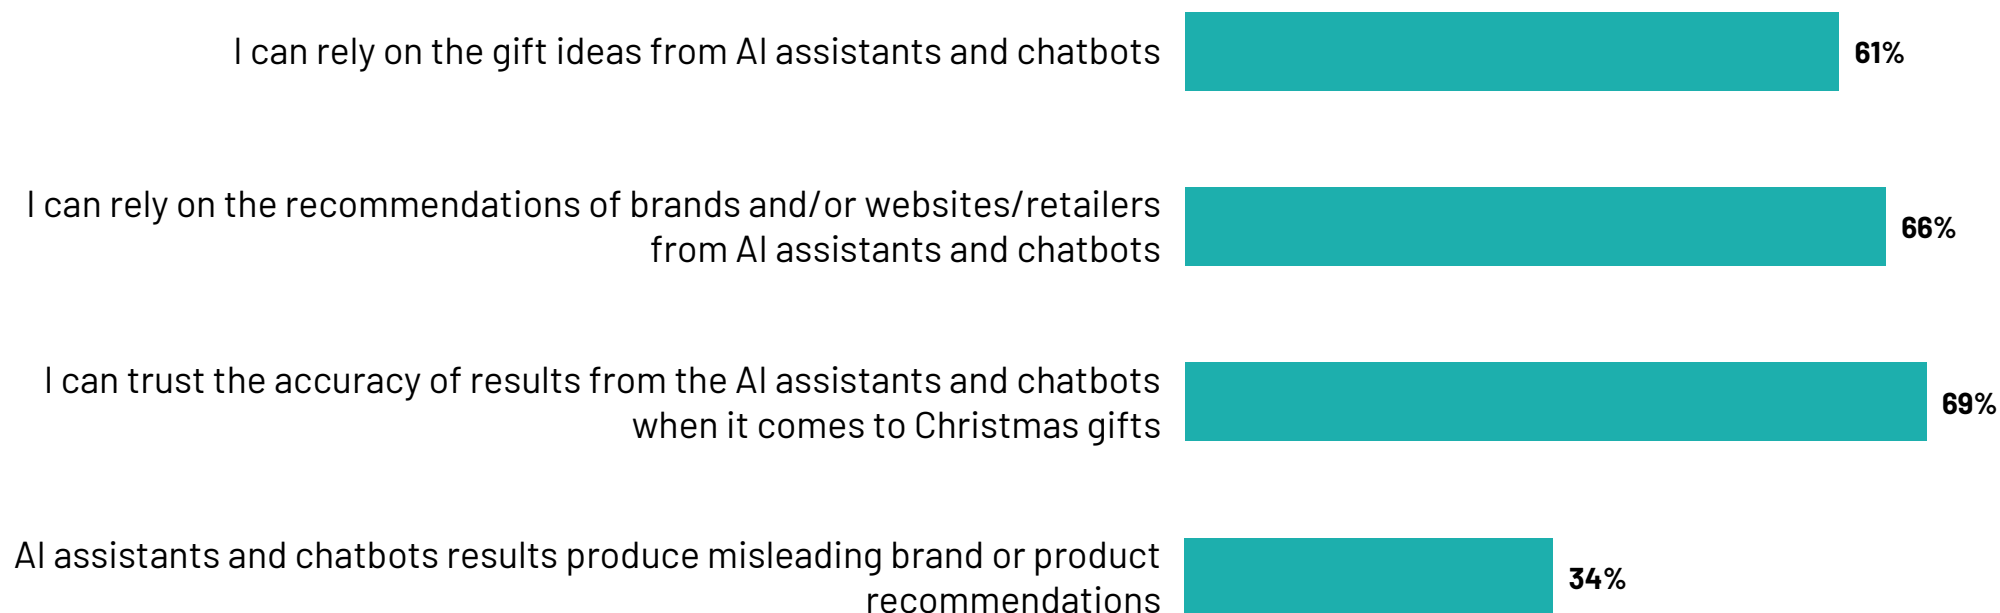 I can rely on the gift ideas from AI assistants and chatbots
61%
I can rely on the recommendations of brands and/or websites/retailers
from AI assistants and chatbots
66%
I can trust the accuracy of results from the AI assistants and chatbots
when it comes to Christmas gifts
69%
AI assistants and chatbots results produce misleading brand or product
recommendations
34%